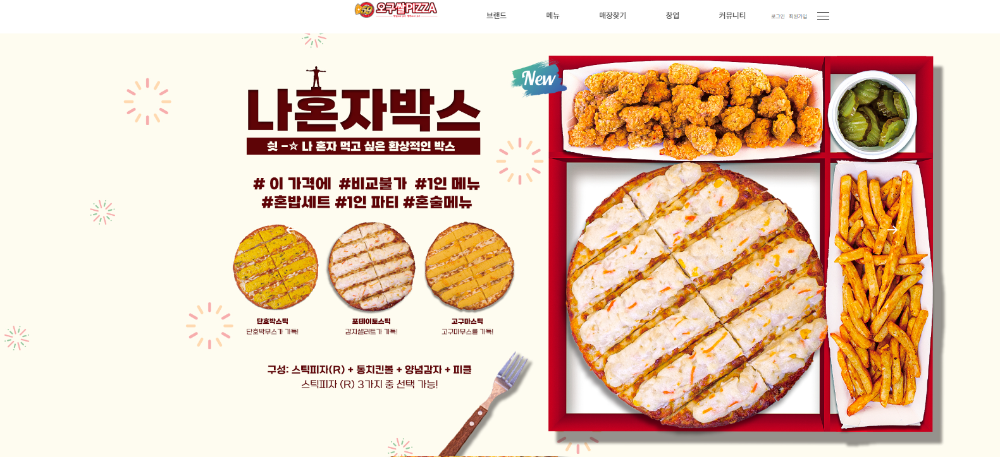 59 오구쌀PIZZA
브랜드 메뉴 매장찾기 창업 커뮤니티 로그인 회원가입
New
나혼자박스
쉿 -☆ 나 혼자 먹고 싶은 환상적인 박스
# 이 가격에 #비교불가 #1인 메뉴
#혼밥세트 #1인 파티 #혼술메뉴
단호박스틱 포테이토스틱 고구마스틱
단호박무스가 가득! 감자샐러드가 가득! 고구마무스를 가득!
구성: 스틱피자(R) + 통치킨볼 + 양념감자 + 피클
스틱피자 (R) 3가지 중 선택 가능!